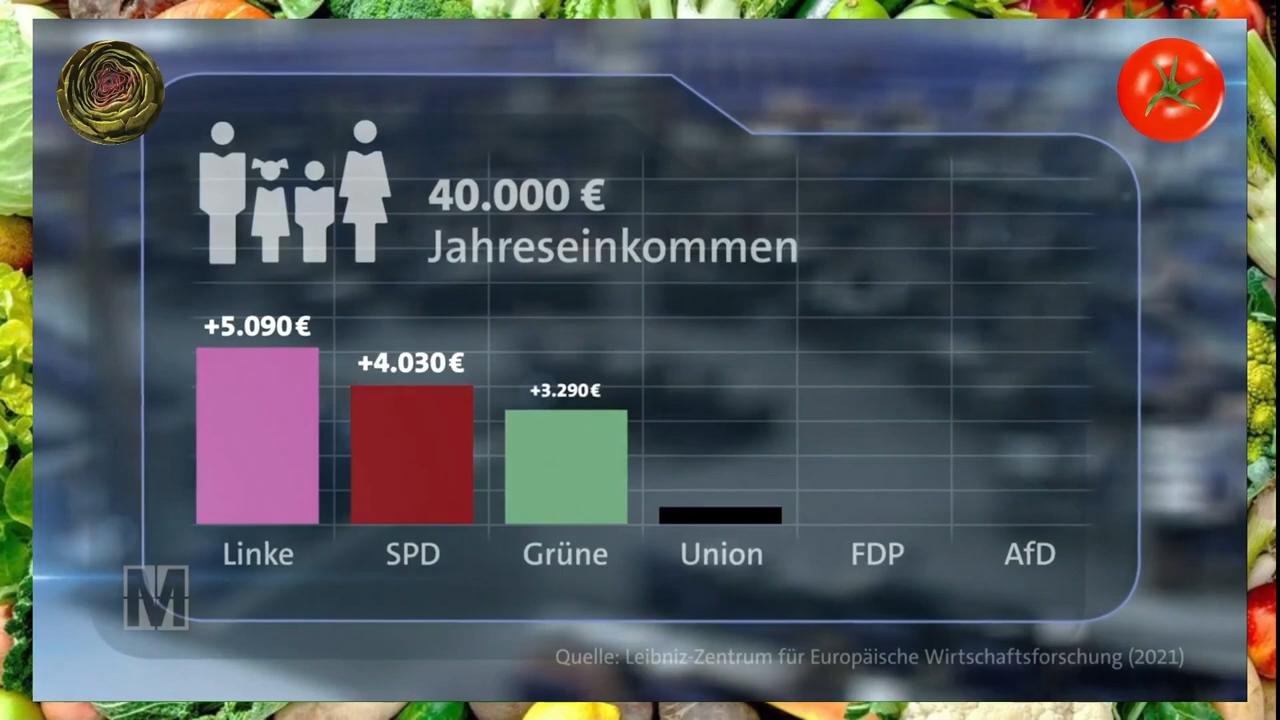 40.000 €
Jahreseinkommen
+5.090€
+4.030€
+3.290€
Linke
SPD
Grüne
Union
FDP
AfD
M
Quelle: Leibniz-Zentrum für Europäische Wirtschaftsforschung (2021)